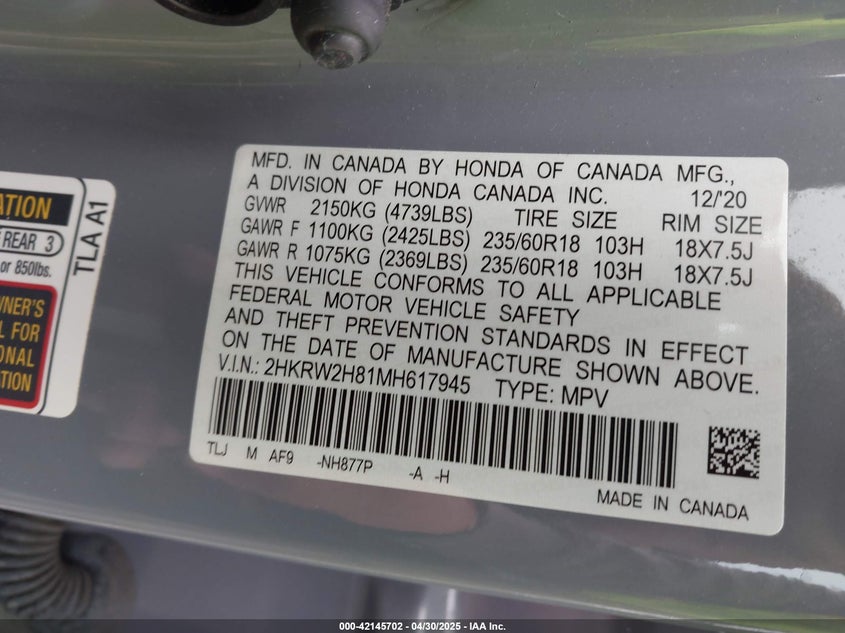 ATION
REAR 3
or 850lbs.
WNER'S
L FOR
ONAL
ATION
TLA A1
MFD. IN CANADA BY HONDA OF CANADA MFG.,
A DIVISION OF HONDA CANADA INC. 12/'20
GVWR 2150KG (4739LBS) TIRE SIZE RIM SIZE
GAWR F 1100KG (2425LBS) 235/60R18 103H 18X7.5J
GAWR R 1075KG (2369LBS) 235/60R18 103H 18X7.5J
THIS VEHICLE CONFORMS TO ALL APPLICABLE
FEDERAL MOTOR VEHICLE SAFETY
AND THEFT PREVENTION STANDARDS IN EFFECT
ON THE DATE OF MANUFACTURE SHOWN ABOVE.
V.I.N.: 2HKRW2H81MH617945 TYPE: MPV
TLJ M AF9 -NH877P -A -H
MADE IN CANADA
000-42145702 - 04/30/2025 - IAA Inc.